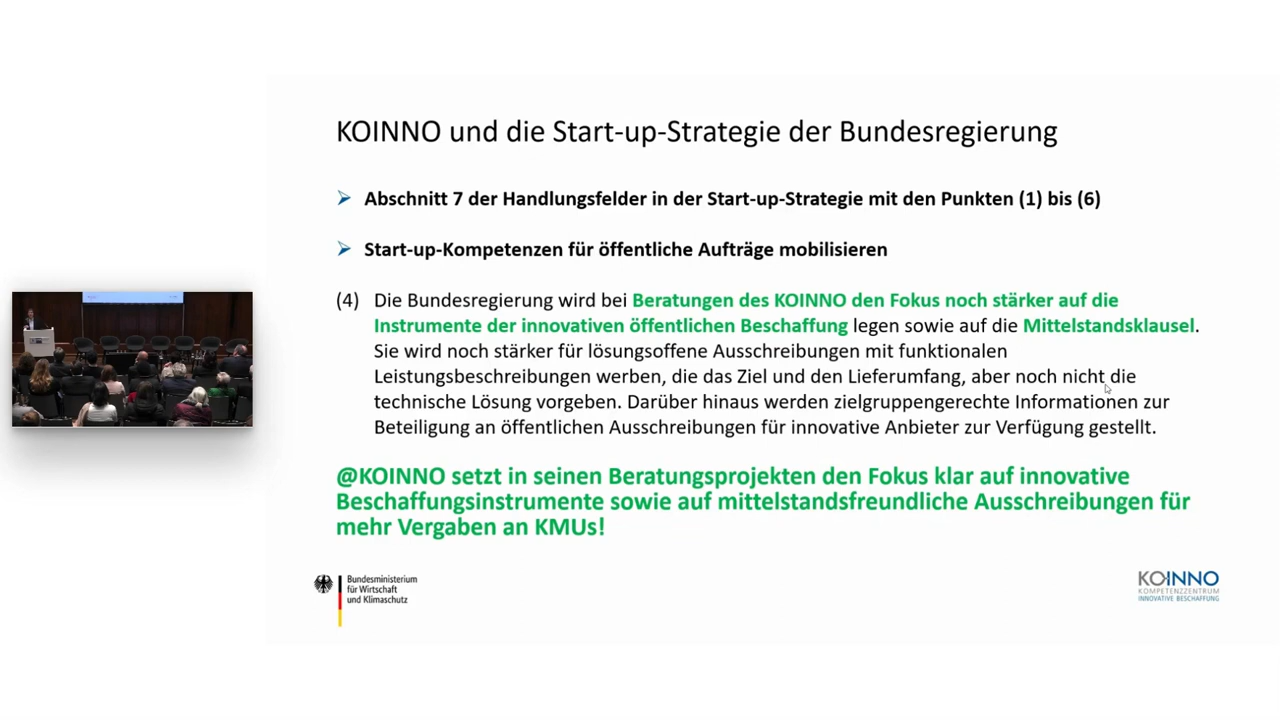 KOINNO und die Start-up-Strategie der Bundesregierung
Abschnitt 7 der Handlungsfelder in der Start-up-Strategie mit den Punkten (1) bis (6)
Start-up-Kompetenzen für öffentliche Aufträge mobilisieren
(4) Die Bundesregierung wird bei Beratungen des KOINNO den Fokus noch stärker auf die
Instrumente der innovativen öffentlichen Beschaffung legen sowie auf die Mittelstandsklausel.
Sie wird noch stärker für lösungsoffene Ausschreibungen mit funktionalen
Leistungsbeschreibungen werben, die das Ziel und den Lieferumfang, aber noch nicht die
technische Lösung vorgeben. Darüber hinaus werden zielgruppengerechte Informationen zur
Beteiligung an öffentlichen Ausschreibungen für innovative Anbieter zur Verfügung gestellt.
@KOINNO setzt in seinen Beratungsprojekten den Fokus klar auf innovative
Beschaffungsinstrumente sowie auf mittelstandsfreundliche Ausschreibungen für
mehr Vergaben an KMUs!
Bundesministerium
für Wirtschaft
und Klimaschutz
KOINNO
KOMPETENZZENTRUM
INNOVATIVE BESCHAFFUNG